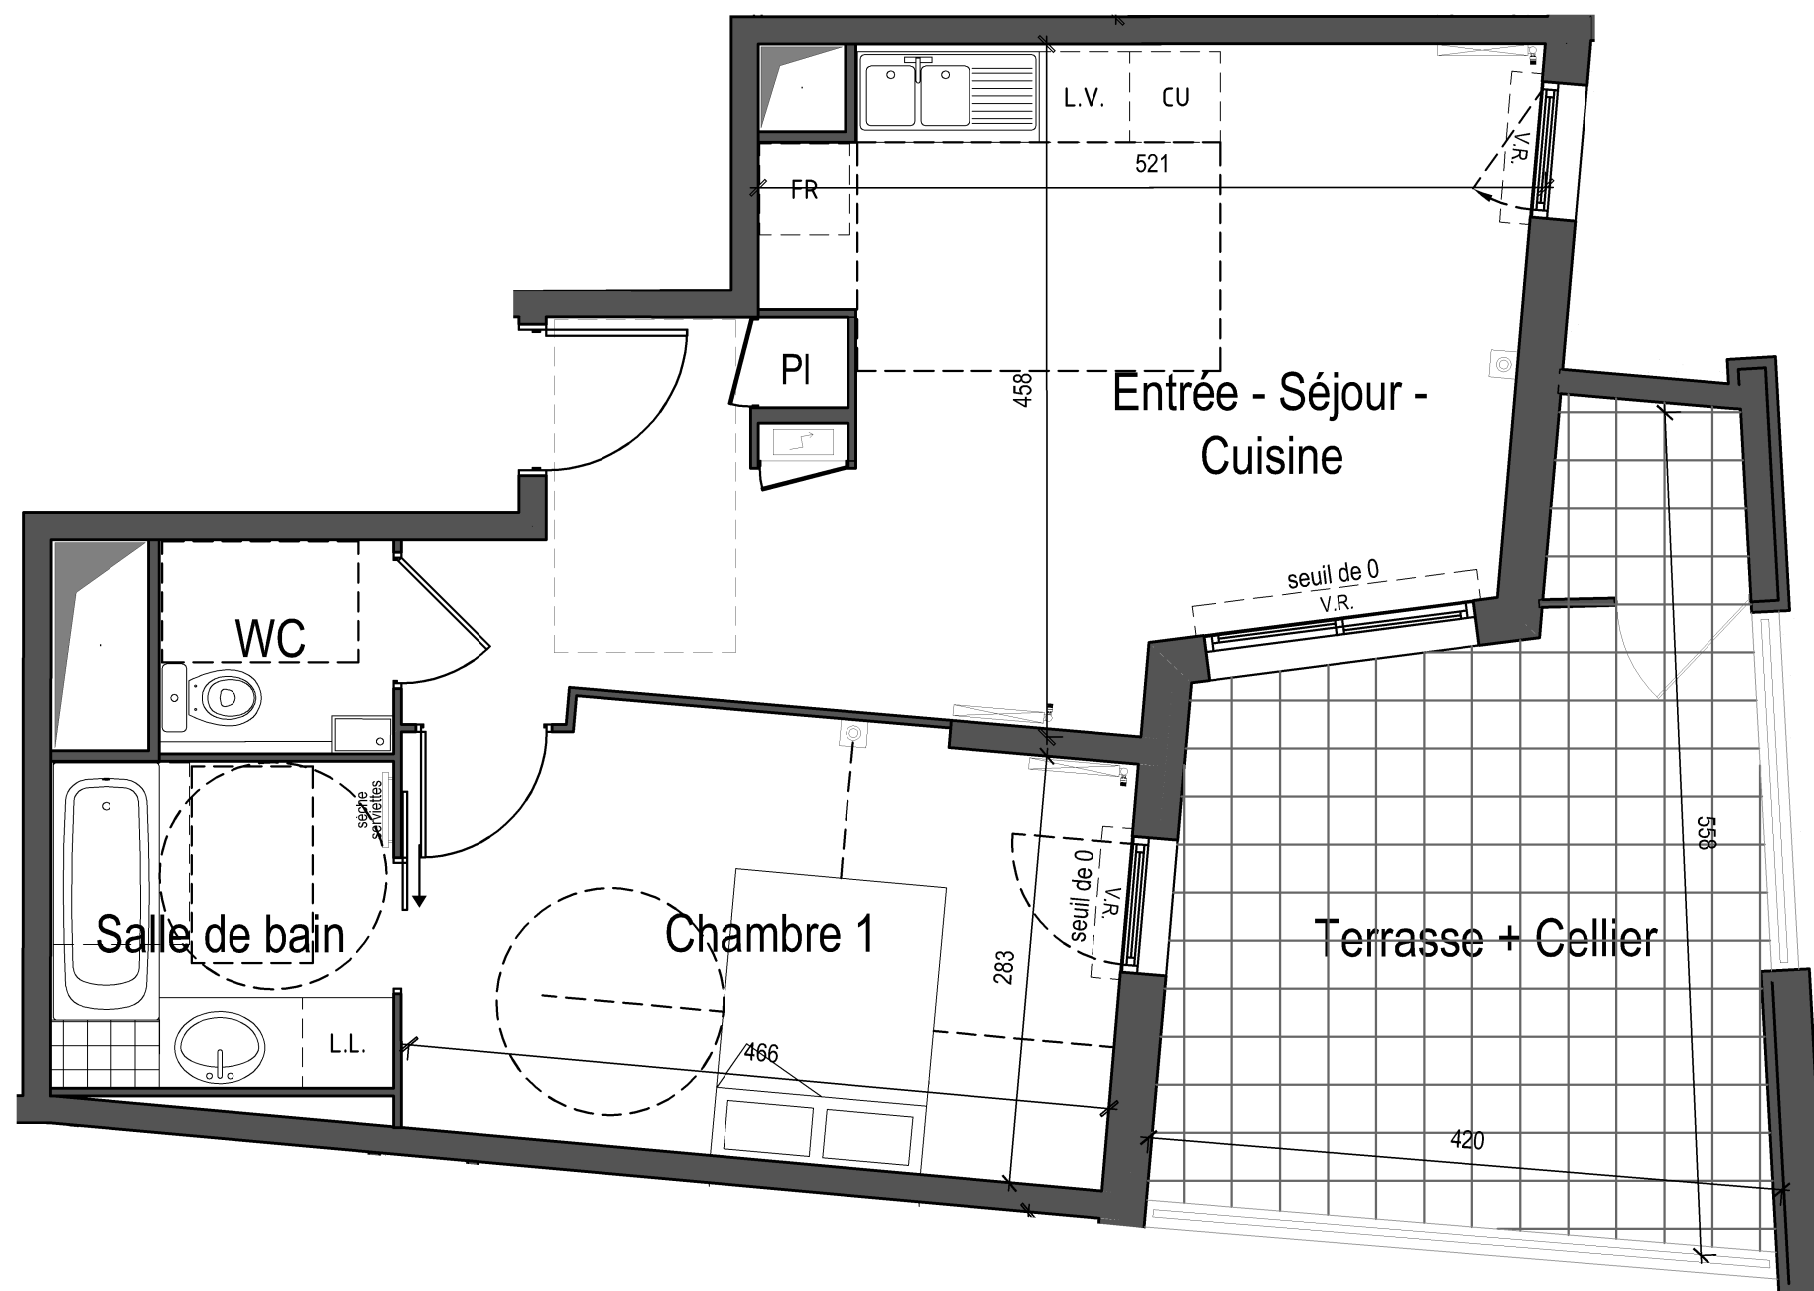 L.V.
CU
521
FR
V.R.
PI
458
Entrée - Séjour -
Cuisine
seuil de 0
V.R.
WC
sèche
serviettes
558
seuil de 0
V.R.
Salle de bain
Chambre 1
Terrasse + Cellier
283
L.L.
466
420